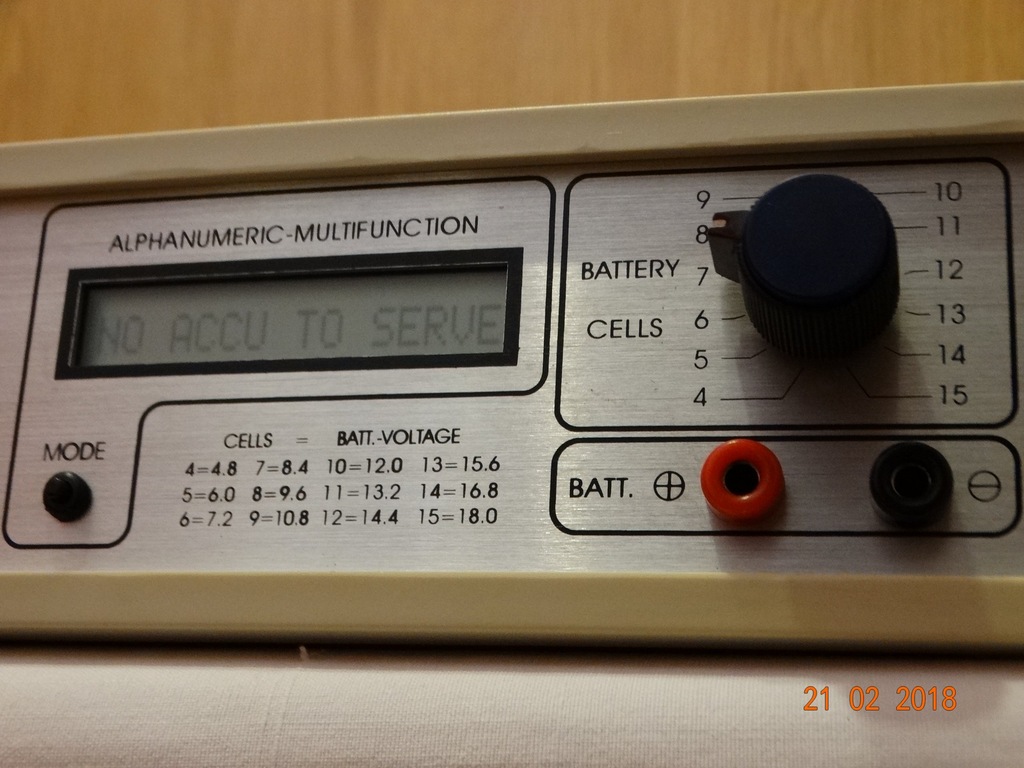 ALPHANUMERIC-MULTIFUNCTION
NO ACCU TO SERVE
MODE
CELLS = BATT.-VOLTAGE
4=4.8 7=8.4 10=12.0 13=15.6
5=6.0 8=9.6 11=13.2 14=16.8
6=7.2 9=10.8 12=14.4 15=18.0
BATTERY
CELLS
9
8
7
6
5
4
10
11
12
13
14
15
BATT. ⊕ ⊖
21 02 2018